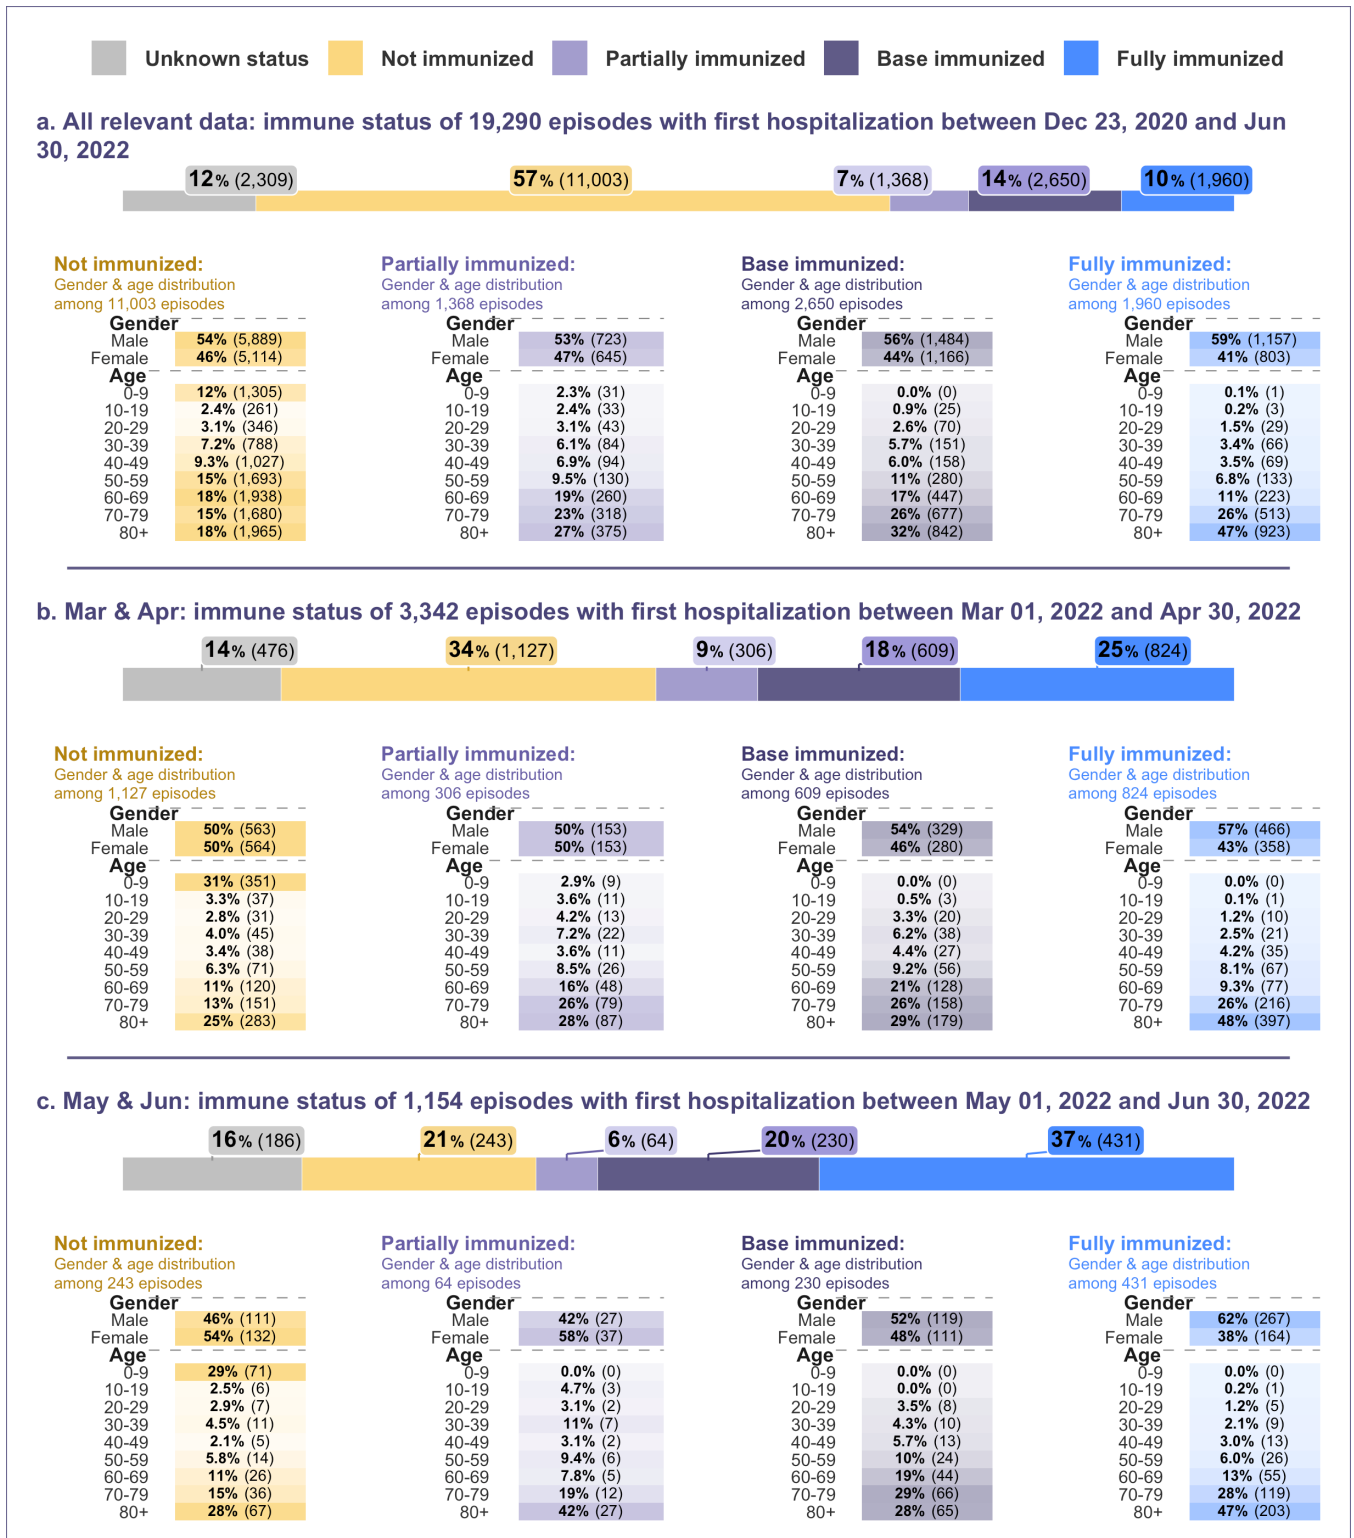 Unknown status Not immunized Partially immunized Base immunized Fully immunized
a. All relevant data: immune status of 19,290 episodes with first hospitalization between Dec 23, 2020 and Jun
30, 2022
12% (2,309) 57% (11,003) 7% (1,368) 14% (2,650) 10% (1,960)
Not immunized: Partially immunized: Base immunized: Fully immunized:
Gender & age distribution Gender & age distribution Gender & age distribution Gender & age distribution
among 11,003 episodes among 1,368 episodes among 2,650 episodes among 1,960 episodes
Gender Gender Gender Gender
Male 54% (5,889) Male 53% (723) Male 56% (1,484) Male 59% (1,157)
Female 46% (5,114) Female 47% (645) Female 44% (1,166) Female 41% (803)
Age Age Age Age
0-9 12% (1,305) 0-9 2.3% (31) 0-9 0.0% (0) 0-9 0.1% (1)
10-19 2.4% (261) 10-19 2.4% (33) 10-19 0.9% (25) 10-19 0.2% (3)
20-29 3.1% (346) 20-29 3.1% (43) 20-29 2.6% (70) 20-29 1.5% (29)
30-39 7.2% (788) 30-39 6.1% (84) 30-39 5.7% (151) 30-39 3.4% (66)
40-49 9.3% (1,027) 40-49 6.9% (94) 40-49 6.0% (158) 40-49 3.5% (69)
50-59 15% (1,693) 50-59 9.5% (130) 50-59 11% (280) 50-59 6.8% (133)
60-69 18% (1,938) 60-69 19% (260) 60-69 17% (447) 60-69 11% (223)
70-79 15% (1,680) 70-79 23% (318) 70-79 26% (677) 70-79 26% (513)
80+ 18% (1,965) 80+ 27% (375) 80+ 32% (842) 80+ 47% (923)
b. Mar & Apr: immune status of 3,342 episodes with first hospitalization between Mar 01, 2022 and Apr 30, 2022
14% (476) 34% (1,127) 9% (306) 18% (609) 25% (824)
Not immunized: Partially immunized: Base immunized: Fully immunized:
Gender & age distribution Gender & age distribution Gender & age distribution Gender & age distribution
among 1,127 episodes among 306 episodes among 609 episodes among 824 episodes
Gender Gender Gender Gender
Male 50% (563) Male 50% (153) Male 54% (329) Male 57% (466)
Female 50% (564) Female 50% (153) Female 46% (280) Female 43% (358)
Age Age Age Age
0-9 31% (351) 0-9 2.9% (9) 0-9 0.0% (0) 0-9 0.0% (0)
10-19 3.3% (37) 10-19 3.6% (11) 10-19 0.5% (3) 10-19 0.1% (1)
20-29 2.8% (31) 20-29 4.2% (13) 20-29 3.3% (20) 20-29 1.2% (10)
30-39 4.0% (45) 30-39 7.2% (22) 30-39 6.2% (38) 30-39 2.5% (21)
40-49 3.4% (38) 40-49 3.6% (11) 40-49 4.4% (27) 40-49 4.2% (35)
50-59 6.3% (71) 50-59 8.5% (26) 50-59 9.2% (56) 50-59 8.1% (67)
60-69 11% (120) 60-69 16% (48) 60-69 21% (128) 60-69 9.3% (77)
70-79 13% (151) 70-79 26% (79) 70-79 26% (158) 70-79 26% (216)
80+ 25% (283) 80+ 28% (87) 80+ 29% (179) 80+ 48% (397)
c. May & Jun: immune status of 1,154 episodes with first hospitalization between May 01, 2022 and Jun 30, 2022
16% (186) 21% (243) 6% (64) 20% (230) 37% (431)
Not immunized: Partially immunized: Base immunized: Fully immunized:
Gender & age distribution Gender & age distribution Gender & age distribution Gender & age distribution
among 243 episodes among 64 episodes among 230 episodes among 431 episodes
Gender Gender Gender Gender
Male 46% (111) Male 42% (27) Male 52% (119) Male 62% (267)
Female 54% (132) Female 58% (37) Female 48% (111) Female 38% (164)
Age Age Age Age
0-9 29% (71) 0-9 0.0% (0) 0-9 0.0% (0) 0-9 0.0% (0)
10-19 2.5% (6) 10-19 4.7% (3) 10-19 0.0% (0) 10-19 0.2% (1)
20-29 2.9% (7) 20-29 3.1% (2) 20-29 3.5% (8) 20-29 1.2% (5)
30-39 4.5% (11) 30-39 11% (7) 30-39 4.3% (10) 30-39 2.1% (9)
40-49 2.1% (5) 40-49 3.1% (2) 40-49 5.7% (13) 40-49 3.0% (13)
50-59 5.8% (14) 50-59 9.4% (6) 50-59 10% (24) 50-59 6.0% (26)
60-69 11% (26) 60-69 7.8% (5) 60-69 19% (44) 60-69 13% (55)
70-79 15% (36) 70-79 19% (12) 70-79 29% (66) 70-79 28% (119)
80+ 28% (67) 80+ 42% (27) 80+ 28% (65) 80+ 47% (203)